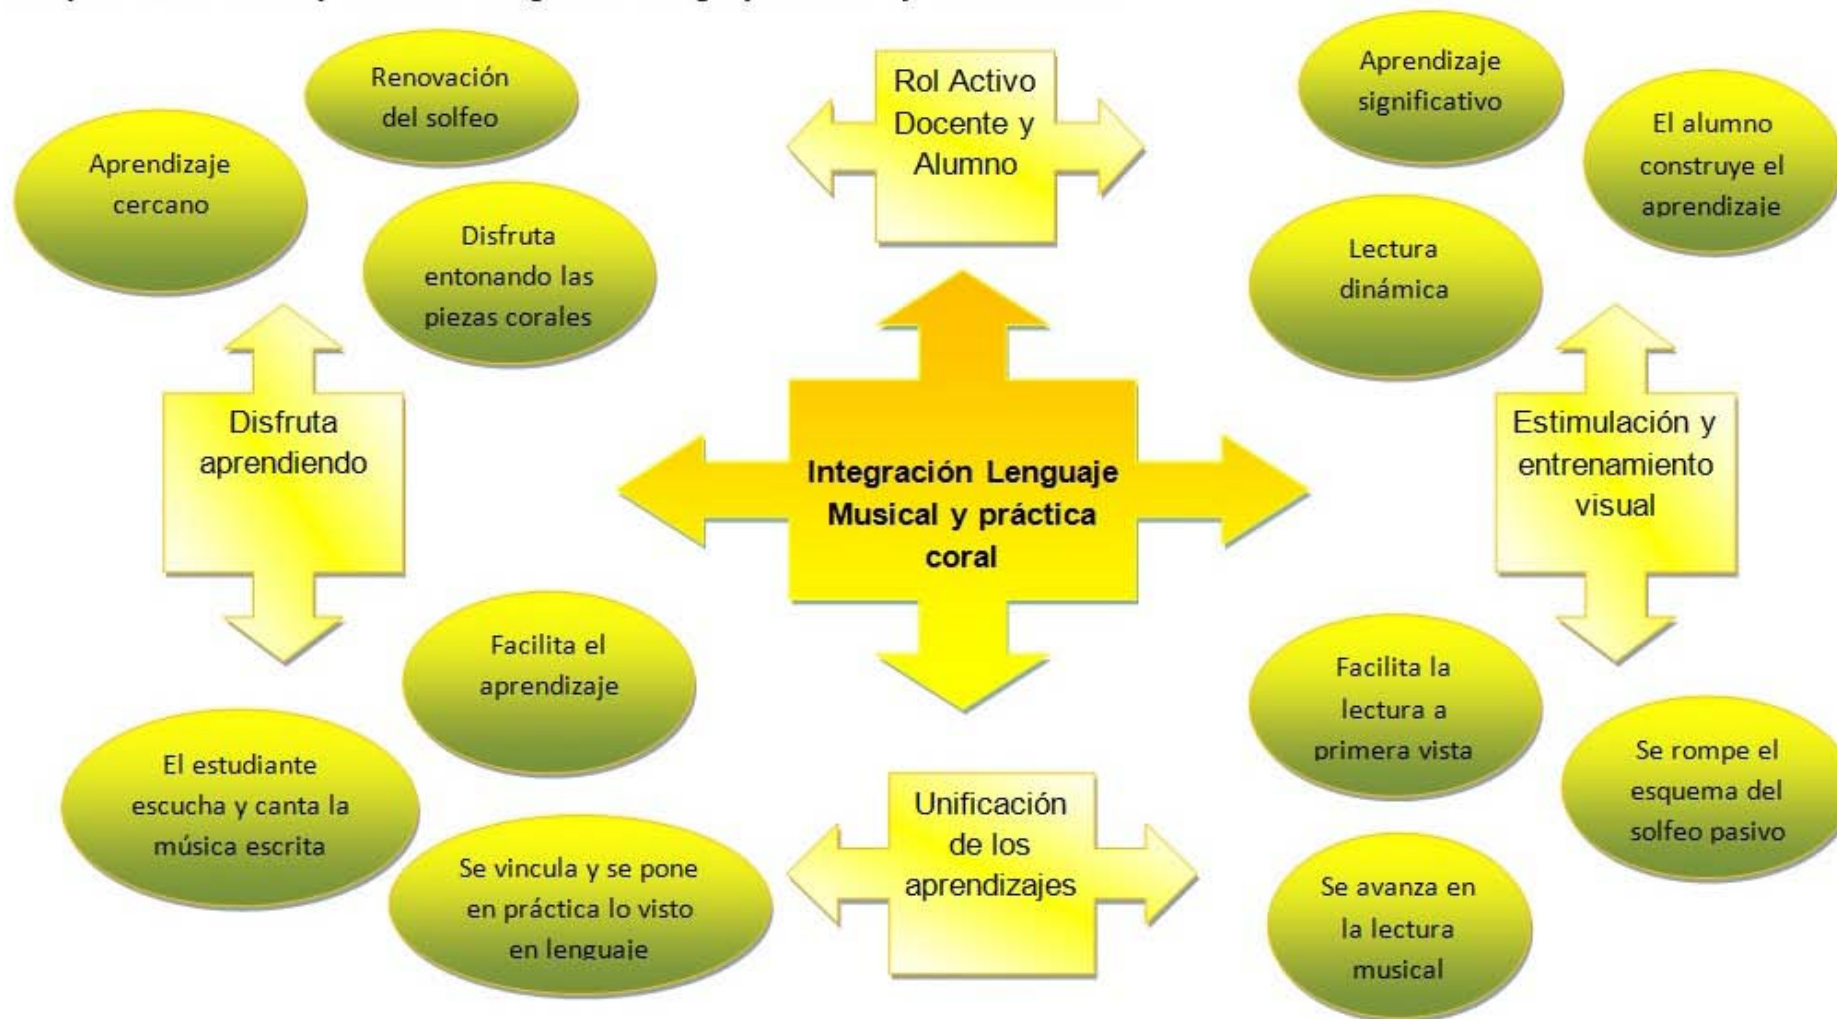 Renovación
del solfeo
Aprendizaje
cercano
Disfruta
entonando las
piezas corales
Rol Activo
Docente y
Alumno
Aprendizaje
significativo
El alumno
construye el
aprendizaje
Lectura
dinámica
Disfruta
aprendiendo
Integración Lenguaje
Musical y práctica
coral
Estimulación y
entrenamiento
visual
Facilita el
aprendizaje
El estudiante
escucha y canta la
música escrita
Se vincula y se pone
en práctica lo visto
en lenguaje
Unificación
de los
aprendizajes
Facilita la
lectura a
primera vista
Se rompe el
esquema del
solfeo pasivo
Se avanza en
la lectura
musical